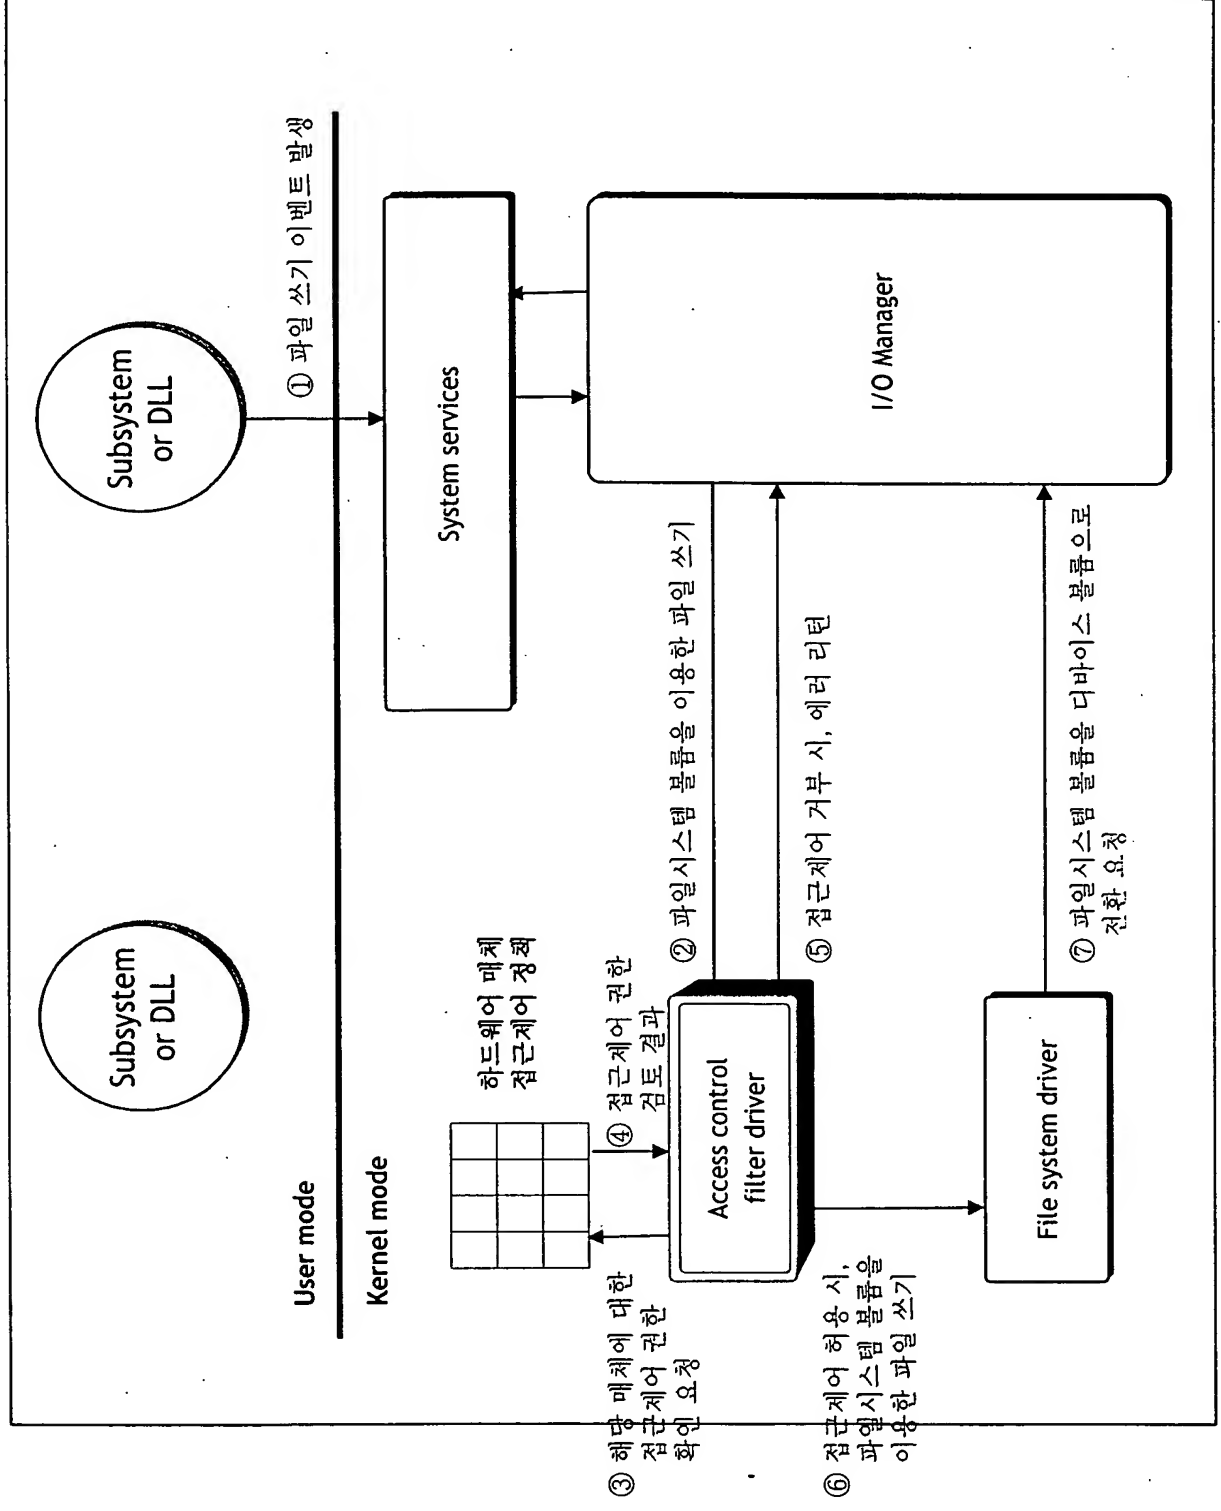 Subsystem
or DLL
Subsystem
or DLL
① 파일 쓰기 이벤트 발생
User mode
Kernel mode
System services
하드웨어 매체
접근제어 정책
③ 해당 매체에 대한
접근제어 권한
확인 요청
④ 접근제어 권한
검토 결과
② 파일시스템 볼륨을 이용한 파일 쓰기
Access control
filter driver
I/O Manager
⑤ 접근제어 거부 시, 에러 리턴
⑥ 접근제어 허용 시,
파일시스템 볼륨을
이용한 파일 쓰기
File system driver
⑦ 파일시스템 볼륨을 디바이스 볼륨으로
전환 요청